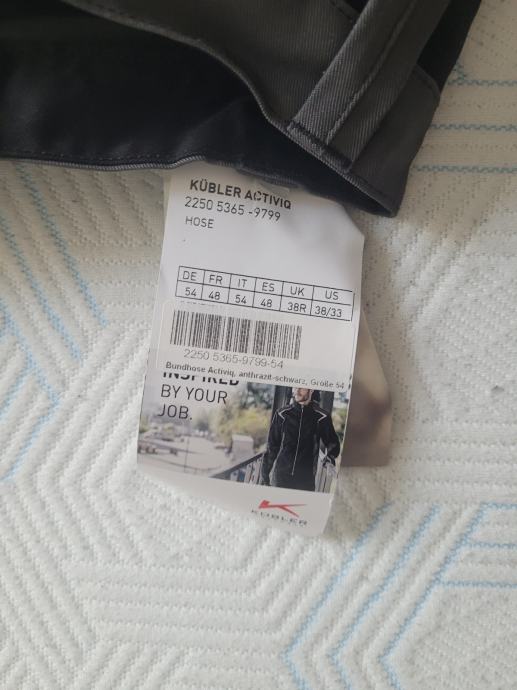 KÜBLER ACTIVIQ
2250 5365 -9799
HOSE
DE FR IT ES UK US
54 48 54 48 38R 38/33
2250 5365-9799-54
Bundhose Activiq, anthrazit-schwarz, Größe 54
INSPIRED
BY YOUR
JOB.
KÜBLER